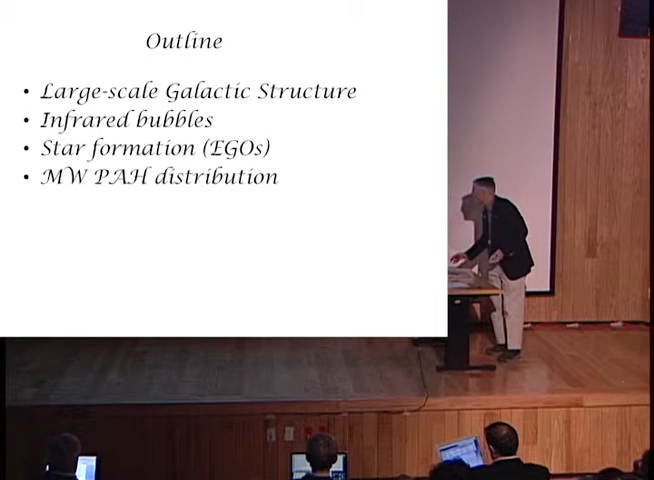 Outline
• Large-scale Galactic Structure
• Infrared bubbles
• Star formation (EGOs)
• MW PAH distribution